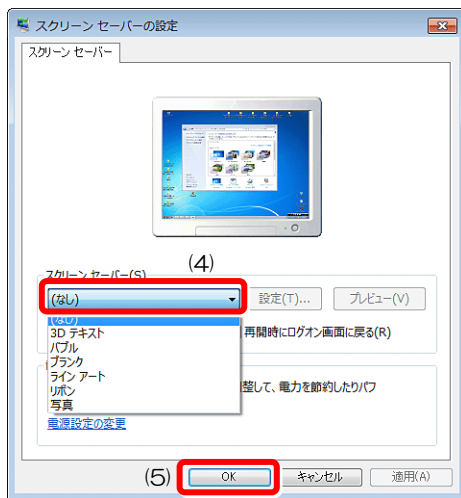 スクリーン セーバーの設定
スクリーン セーバー
(4)
スクリーン セーバー(S)
(なし)
設定(T)...
プレビュー(V)
(なし)
3D テキスト
再開時にログオン画面に戻る(R)
バブル
ブランク
ライン アート
整して、電力を節約したりパフ
リボン
写真
電源設定の変更
(5)
OK
キャンセル
適用(A)